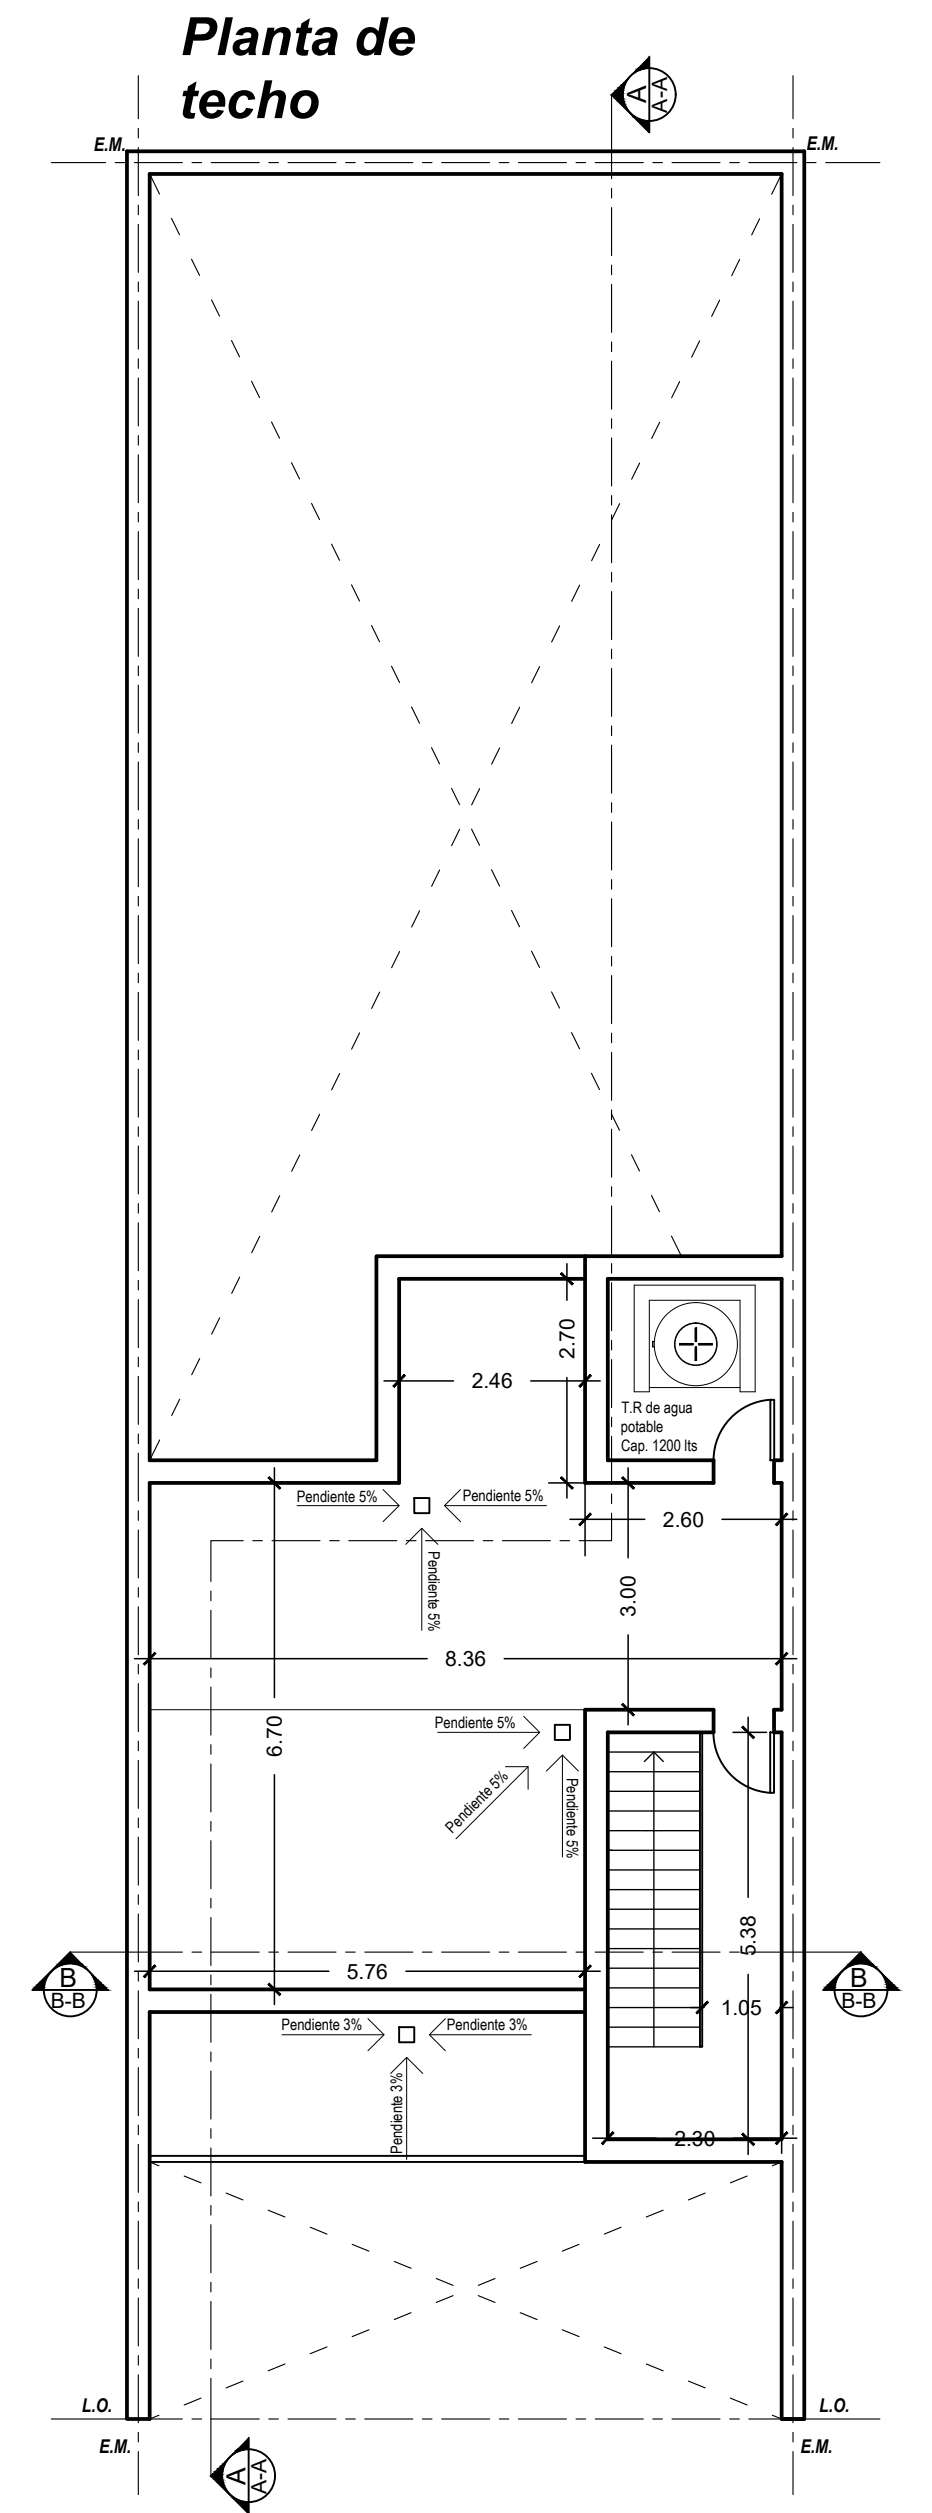 Planta de
techo
A
A-A
E.M.
E.M.
2.70
2.46
T.R de agua
potable
Cap. 1200 lts
Pendiente 5%
Pendiente 5%
2.60
Pendiente 5%
3.00
8.36
Pendiente 5%
6.70
Pendiente 5%
Pendiente 5%
5.38
5.76
B
B-B
B
B-B
1.05
Pendiente 3%
Pendiente 3%
Pendiente 3%
2.30
L.O.
L.O.
E.M.
E.M.
A
A-A